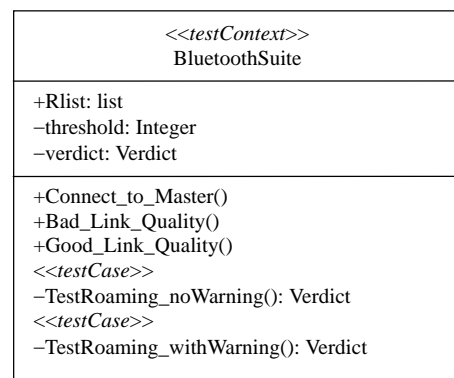 <<testContext>>
BluetoothSuite
+Rlist: list
−threshold: Integer
−verdict: Verdict
+Connect_to_Master()
+Bad_Link_Quality()
+Good_Link_Quality()
<<testCase>>
−TestRoaming_noWarning(): Verdict
<<testCase>>
−TestRoaming_withWarning(): Verdict